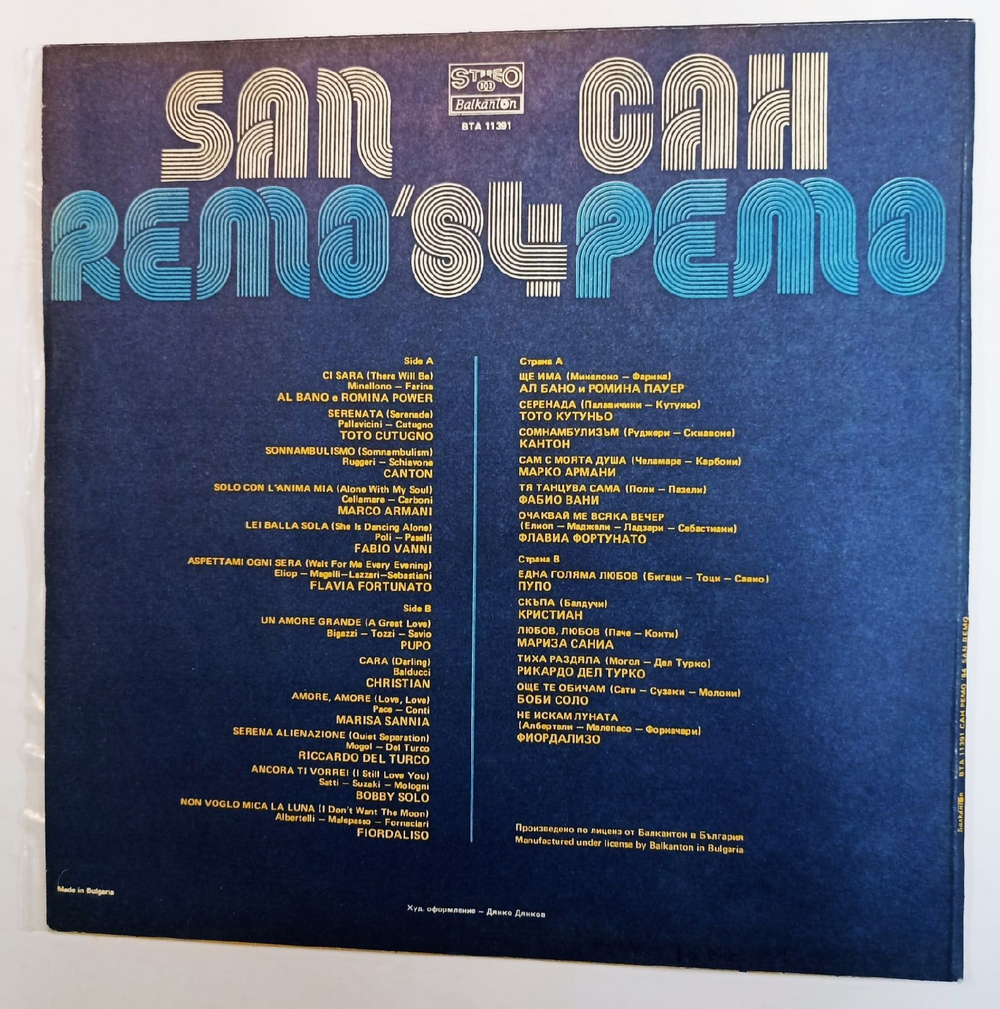 SAN
REMO '84
STEREO
Balkanton
BTA 11391
САН
РЕМО
Side A
CI SARA (There Will Be)
Minellono — Farina
AL BANO e ROMINA POWER
SERENATA (Serenade)
Pallavicini — Cutugno
TOTO CUTUGNO
SONNAMBULISMO (Somnambulism)
Ruggeri — Schiavone
CANTON
SOLO CON L'ANIMA MIA (Alone With My Soul)
Cellamare — Carboni
MARCO ARMANI
LEI BALLA SOLA (She Is Dancing Alone)
Poli — Paselli
FABIO VANNI
ASPETTAMI OGNI SERA (Wait For Me Every Evening)
Eliop — Magelli—Lazzari—Sebastiani
FLAVIA FORTUNATO
Side B
UN AMORE GRANDE (A Great Love)
Bigazzi — Tozzi — Savio
PUPO
CARA (Darling)
Balducci
CHRISTIAN
AMORE, AMORE (Love, Love)
Pace — Conti
MARISA SANNIA
SERENA ALIENAZIONE (Quiet Separation)
Mogol — Del Turco
RICCARDO DEL TURCO
ANCORA TI VORREI (I Still Love You)
Satti — Suzaki — Mologni
BOBBY SOLO
NON VOGLO MICA LA LUNA (I Don't Want The Moon)
Albertelli — Malepasso — Fornaciari
FIORDALISO
Страна А
ЩЕ ИМА (Миналоно — Фарина)
АЛ БАНО и РОМИНА ПАУЕР
СЕРЕНАДА (Палавичини — Кутуньо)
ТОТО КУТУНЬО
СОМНАМБУЛИЗЪМ (Руджери — Скиавоне)
КАНТОН
САМ С МОЯТА ДУША (Челамаре — Карбони)
МАРКО АРМАНИ
ТЯ ТАНЦУВА САМА (Поли — Пазели)
ФАБИО ВАНИ
ОЧАКВАЙ МЕ ВСЯКА ВЕЧЕР
(Елиоп — Маджели — Ладзари — Себастиани)
ФЛАВИА ФОРТУНАТО
Страна В
ЕДНА ГОЛЯМА ЛЮБОВ (Бигаци — Тоци — Савио)
ПУПО
СКЪПА (Балдучи)
КРИСТИАН
ЛЮБОВ, ЛЮБОВ (Паче — Конти)
МАРИЗА САНИА
ТИХА РАЗДЯЛА (Могол — Дел Турко)
РИКАРДО ДЕЛ ТУРКО
ОЩЕ ТЕ ОБИЧАМ (Сати — Сузаки — Молони)
БОБИ СОЛО
НЕ ИСКАМ ЛУНАТА
(Албертели — Малепасо — Форначари)
ФИОРДАЛИЗО
Произведено по лиценз от Балкантон в България
Manufactured under license by Balkanton in Bulgaria
Made in Bulgaria
Худ. оформление — Дянко Дянков
Balkanton ВТА 11391 САН РЕМО '84 SAN REMO